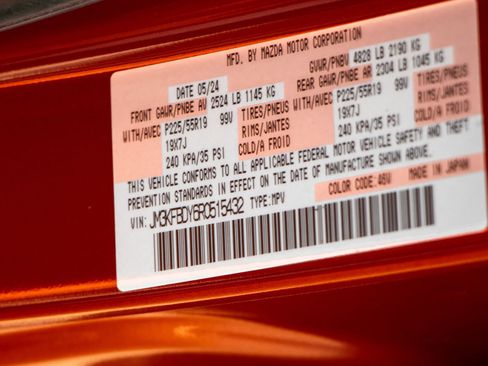 MFD. BY MAZDA MOTOR CORPORATION
DATE 05/24 GVWR/PNBV 4828 LB 2190 KG
FRONT GAWR/PNBE AV 2524 LB 1145 KG REAR GAWR/PNBE AR 2304 LB 1045 KG
WITH/AVEC P225/55R19 99V TIRES/PNEUS WITH/AVEC P225/55R19 99V TIRES/PNEUS
19X7J RIMS/JANTES 19X7J RIMS/JANTES
240 KPA/35 PSI COLD/A FROID 240 KPA/35 PSI COLD/A FROID
THIS VEHICLE CONFORMS TO ALL APPLICABLE FEDERAL MOTOR VEHICLE SAFETY AND THEFT
PREVENTION STANDARDS IN EFFECT ON THE DATE OF MANUFACTURE SHOWN ABOVE.
VIN: JM3KFBDY6R0515432 TYPE: MPV COLOR CODE: 46V MADE IN JAPAN